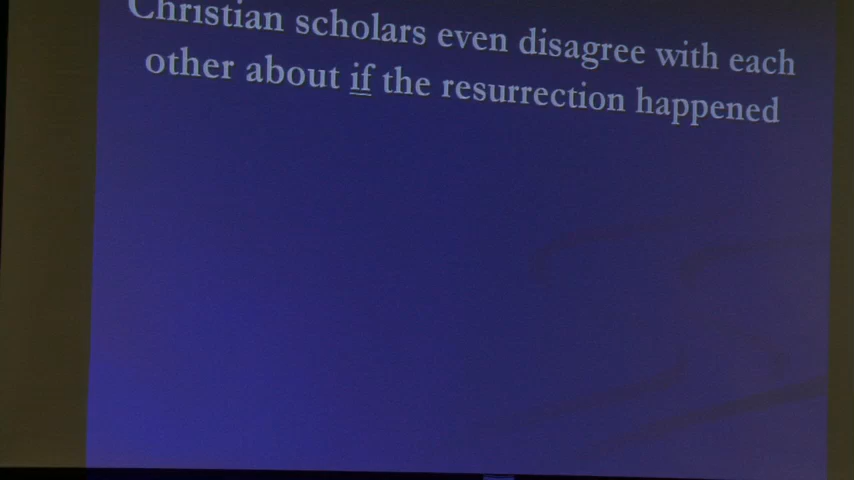 Christian scholars even disagree with each
other about if the resurrection happened